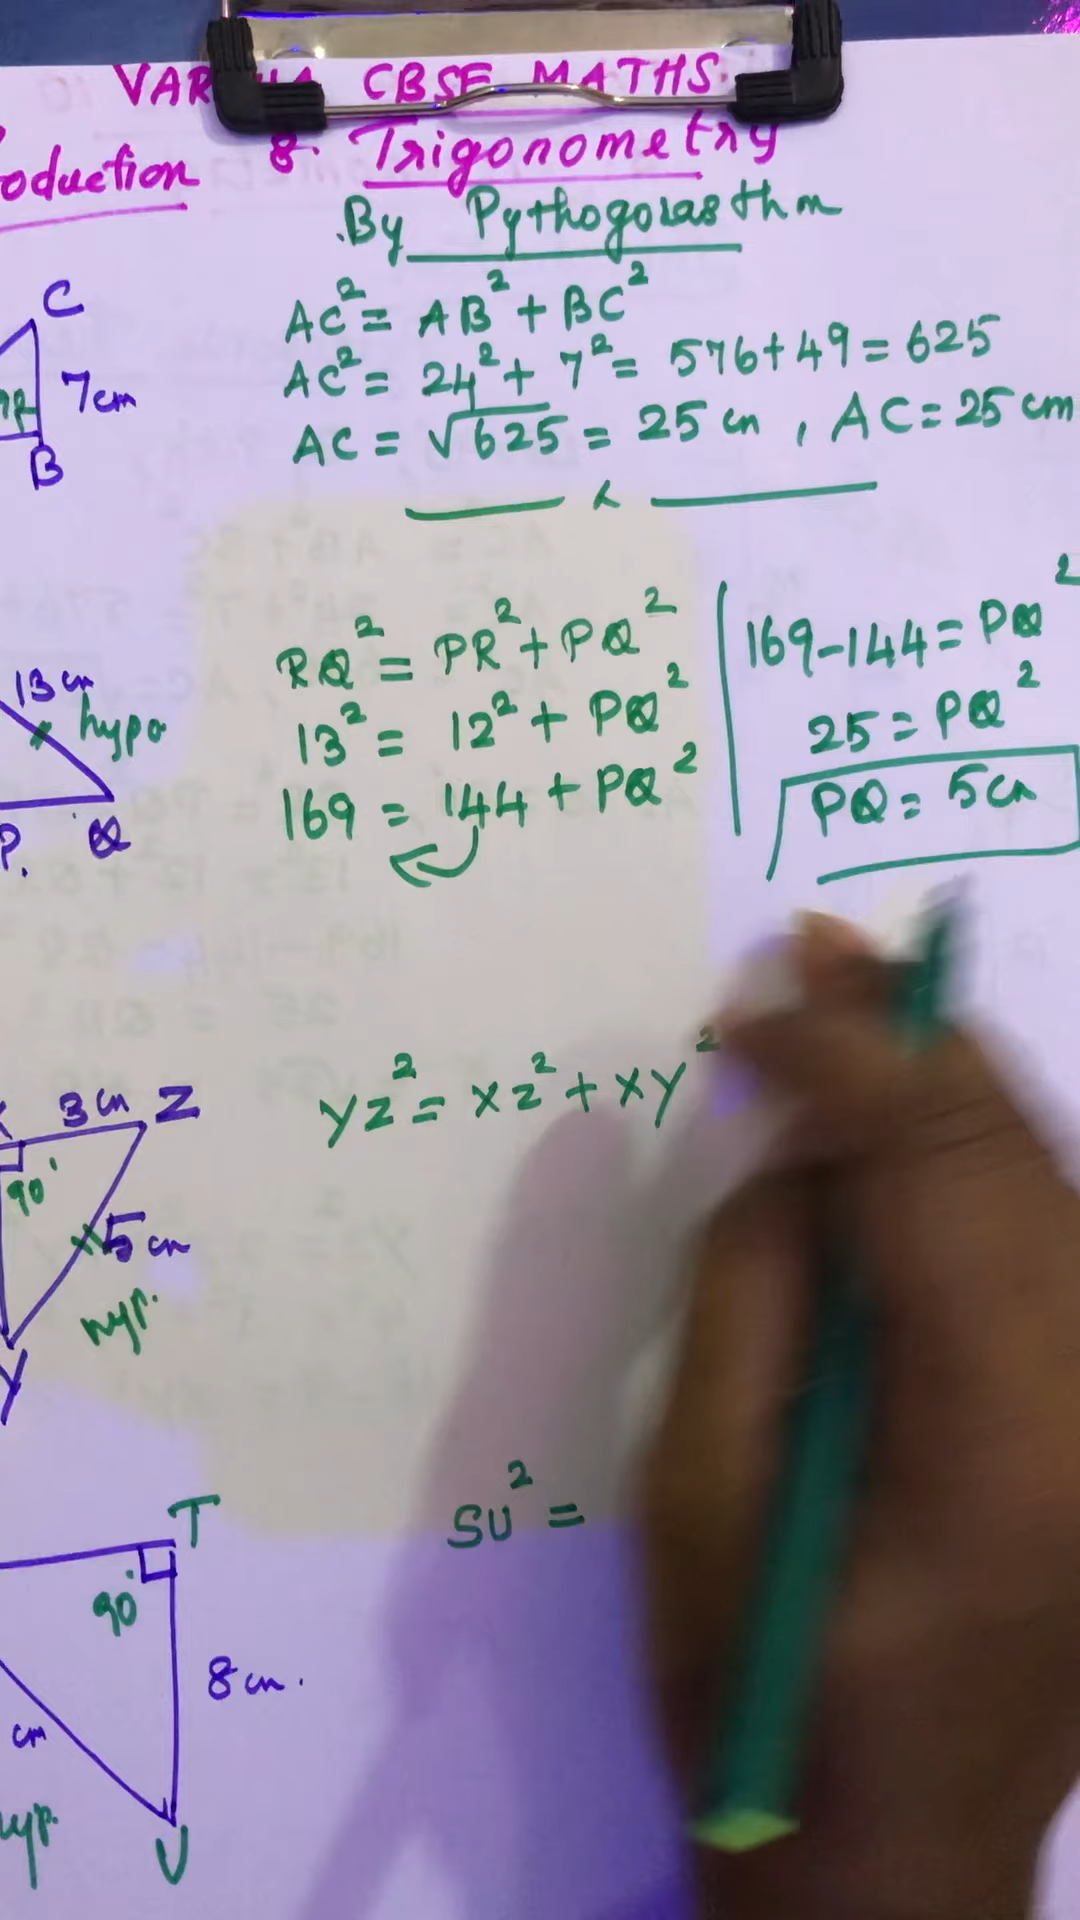 CBSE MATHS.
oduction 8. Trigonometry
By Pythogoras thm
C
7cm
B
AC² = AB² + BC²
AC² = 24² + 7² = 576 + 49 = 625
AC = √625 = 25 cm , AC = 25 cm
13 cm
hypo
P. Q
RQ² = PR² + PQ²
13² = 12² + PQ²
169 = 144 + PQ²
169 - 144 = PQ²
25 = PQ²
PQ = 5cm
3 cm Z
90°
5 cm
hyp.
Y
YZ² = XZ² + XY²
T
90°
8 cm.
cm
hyp.
U
SU² =